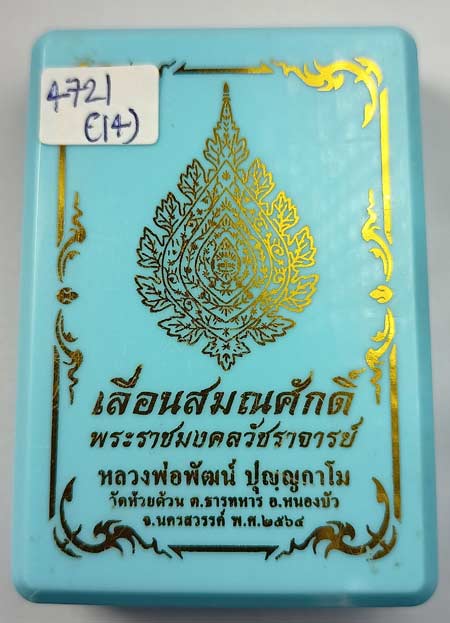 4721
E(14)
เลื่อนสมณศักดิ์
พระราชมงคลวัชราจารย์
หลวงพ่อพัฒน์ ปุญฺญกาโม
วัดห้วยด้วน ต.ธารทหาร อ.หนองบัว
จ.นครสวรรค์ พ.ศ.๒๕๖๔